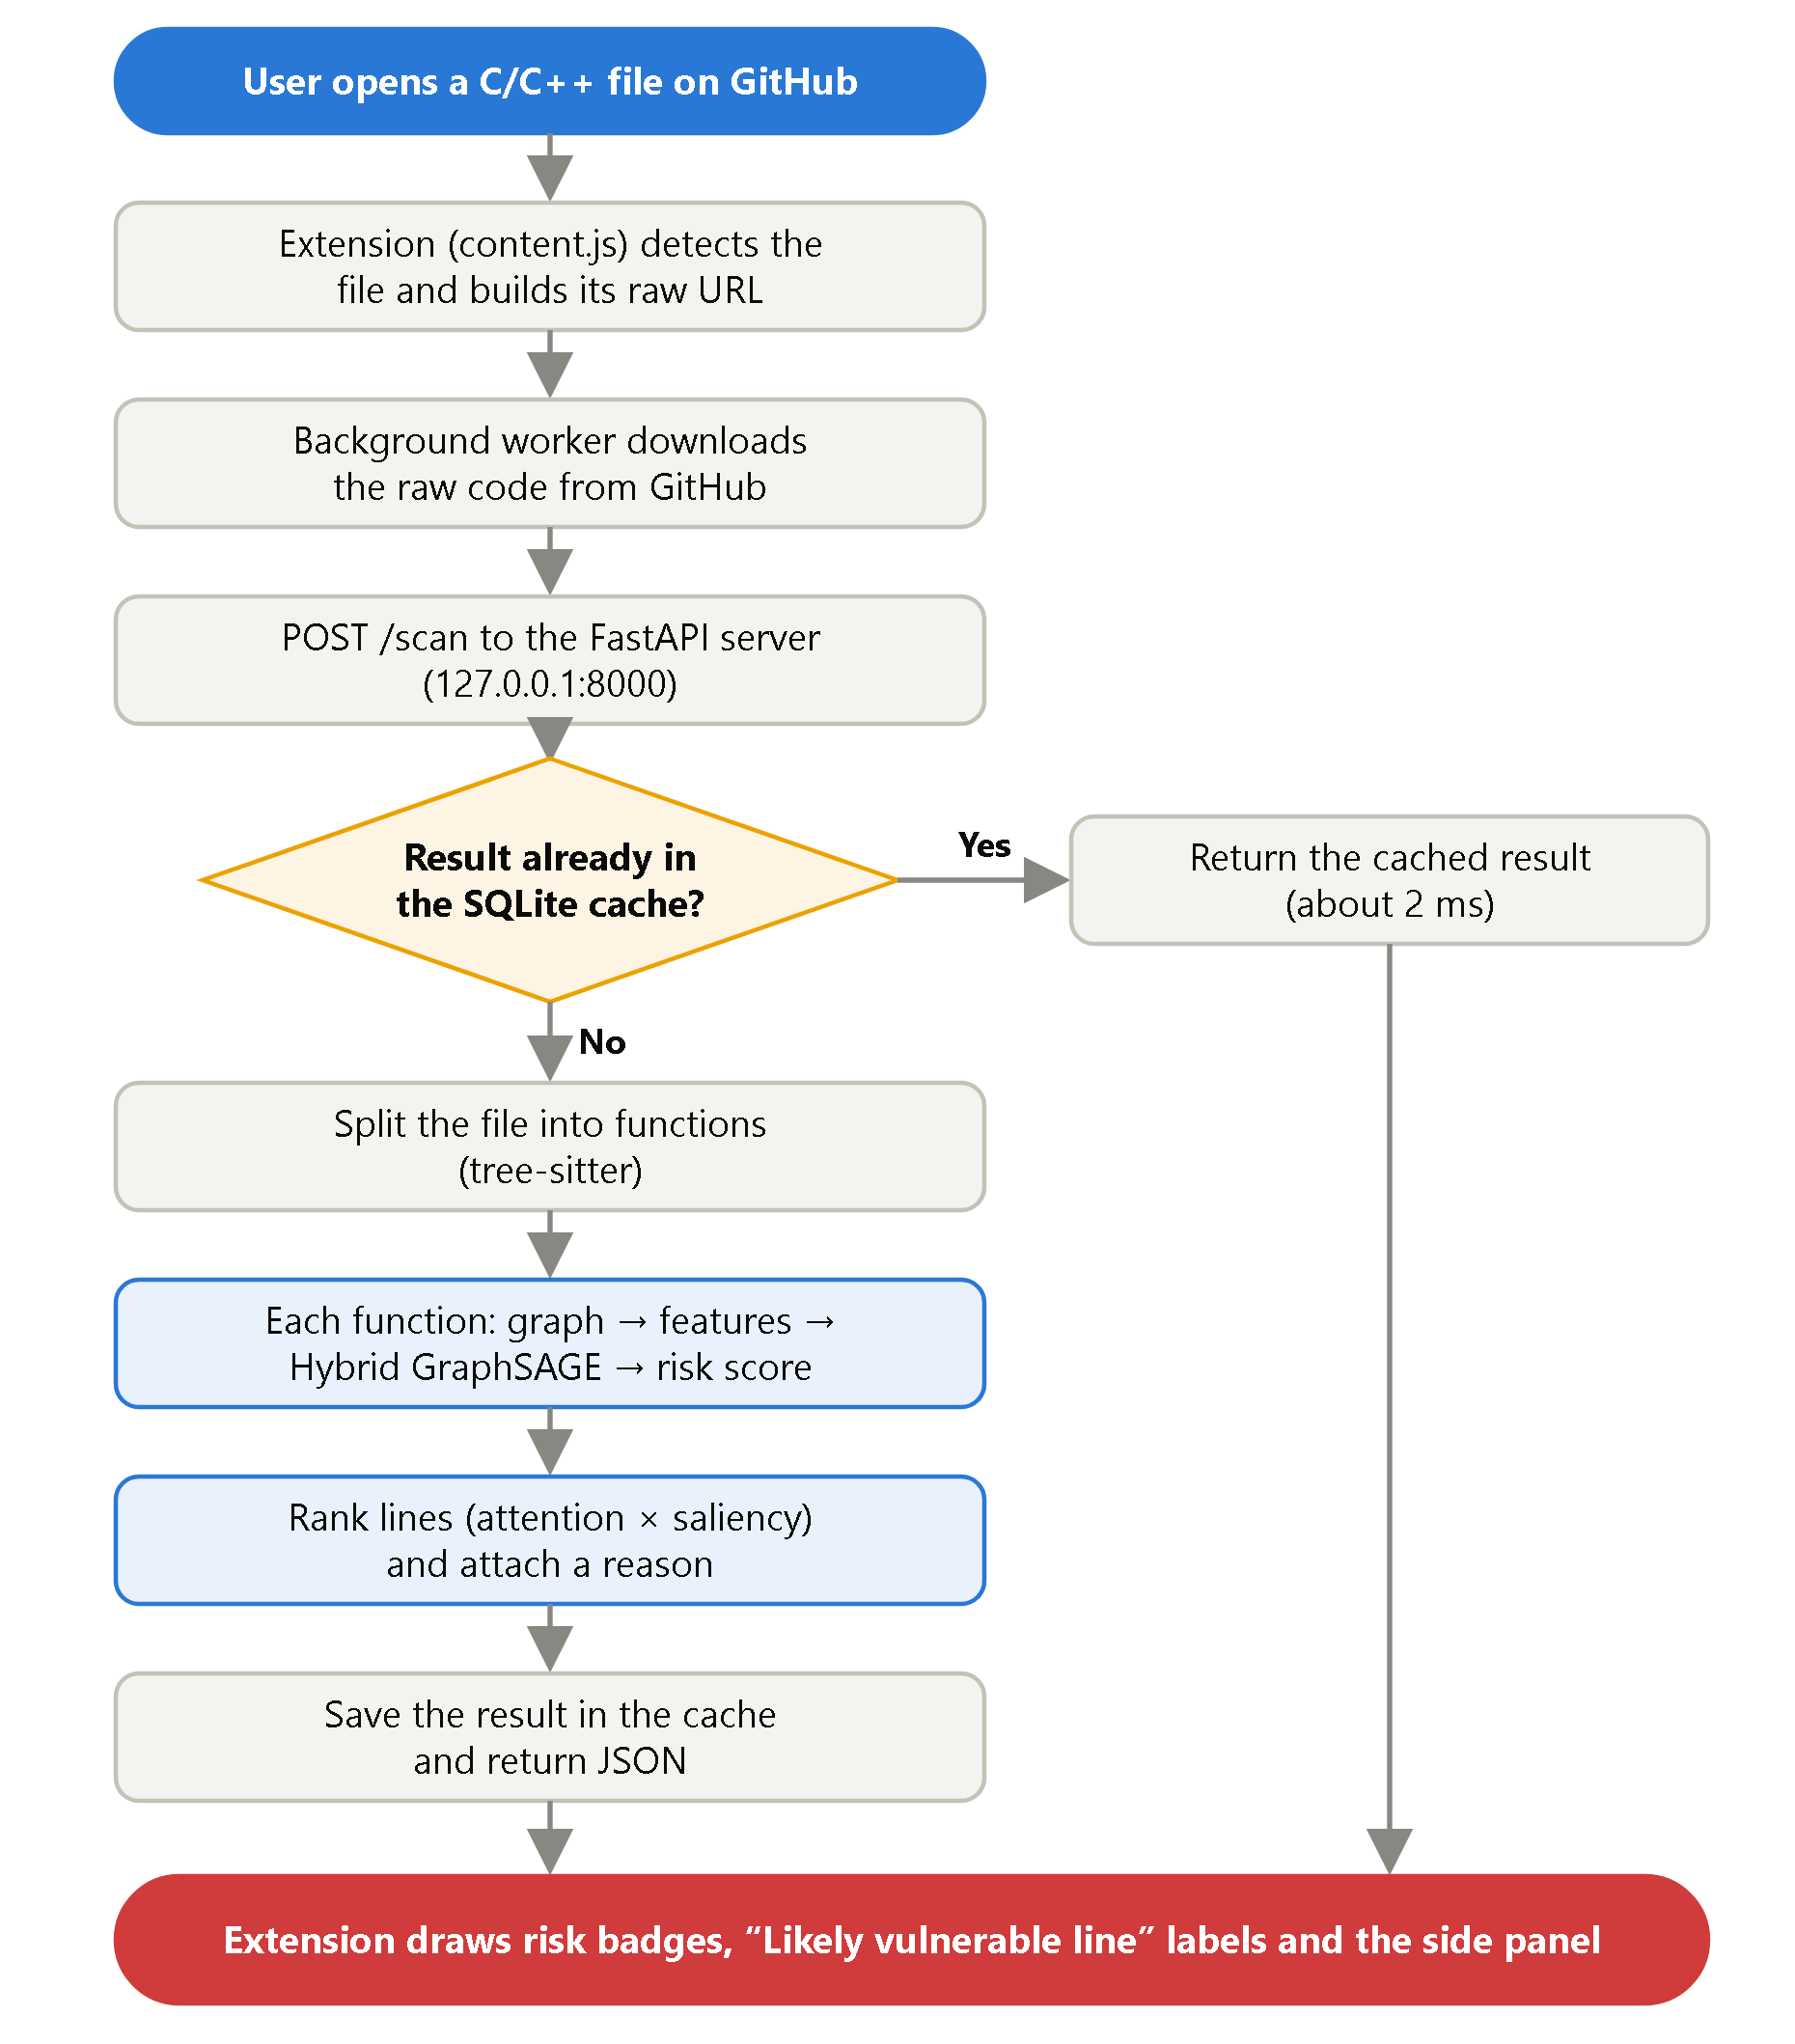 User opens a C/C++ file on GitHub
Extension (content.js) detects the
file and builds its raw URL
Background worker downloads
the raw code from GitHub
POST /scan to the FastAPI server
(127.0.0.1:8000)
Result already in
the SQLite cache?
Yes
Return the cached result
(about 2 ms)
No
Split the file into functions
(tree-sitter)
Each function: graph → features →
Hybrid GraphSAGE → risk score
Rank lines (attention × saliency)
and attach a reason
Save the result in the cache
and return JSON
Extension draws risk badges, “Likely vulnerable line” labels and the side panel